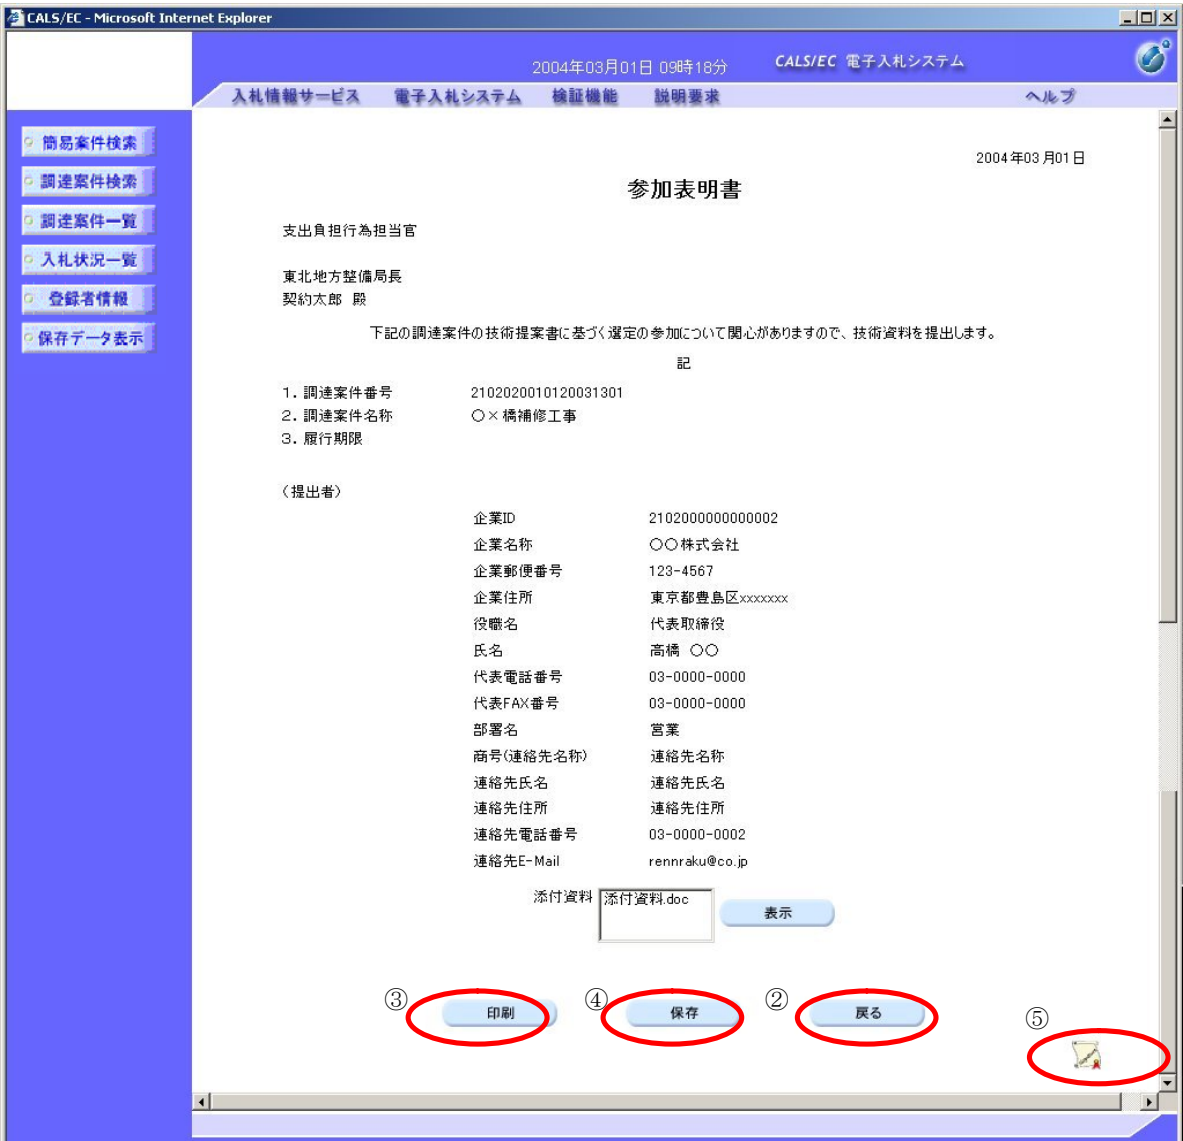 CALS/EC - Microsoft Internet Explorer
2004年03月01日 09時18分
CALS/EC 電子入札システム
入札情報サービス 電子入札システム 検証機能 説明要求 ヘルプ
簡易案件検索
調達案件検索
調達案件一覧
入札状況一覧
登録者情報
保存データ表示
2004年03月01日
参加表明書
支出負担行為担当官
東北地方整備局長
契約太郎 殿
下記の調達案件の技術提案書に基づく選定の参加について関心がありますので、技術資料を提出します。
記
1. 調達案件番号 2102020010120031301
2. 調達案件名称 〇×橋補修工事
3. 履行期限
（提出者）
企業ID 2102000000000002
企業名称 〇〇株式会社
企業郵便番号 123-4567
企業住所 東京都豊島区xxxxxxx
役職名 代表取締役
氏名 高橋 〇〇
代表電話番号 03-0000-0000
代表FAX番号 03-0000-0000
部署名 営業
商号(連絡先名称) 連絡先名称
連絡先氏名 連絡先氏名
連絡先住所 連絡先住所
連絡先電話番号 03-0000-0002
連絡先E-Mail rennraku@co.jp
添付資料 添付資料.doc 表示
③ 印刷 ④ 保存 ② 戻る
⑤